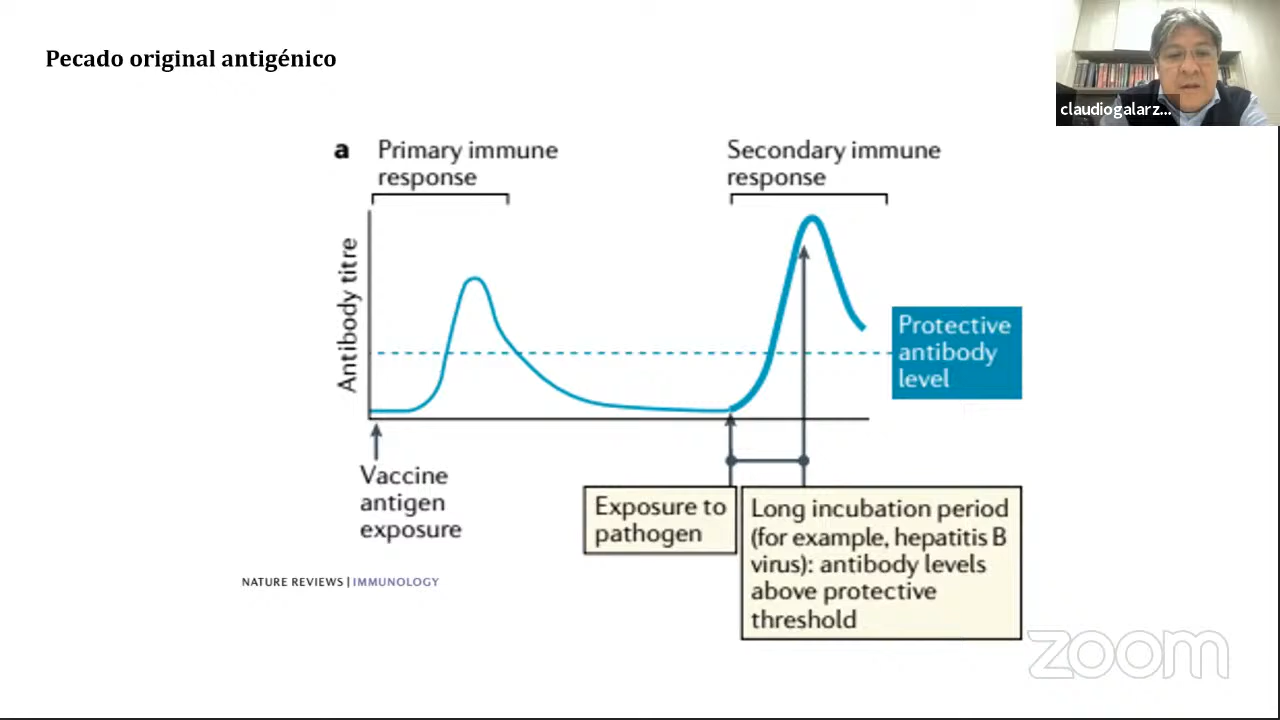 Pecado original antigénico
claudiogalarz...
a Primary immune
response
Secondary immune
response
Antibody titre
Protective
antibody
level
Vaccine
antigen
exposure
Exposure to
pathogen
Long incubation period
(for example, hepatitis B
virus): antibody levels
above protective
threshold
NATURE REVIEWS | IMMUNOLOGY
zoom